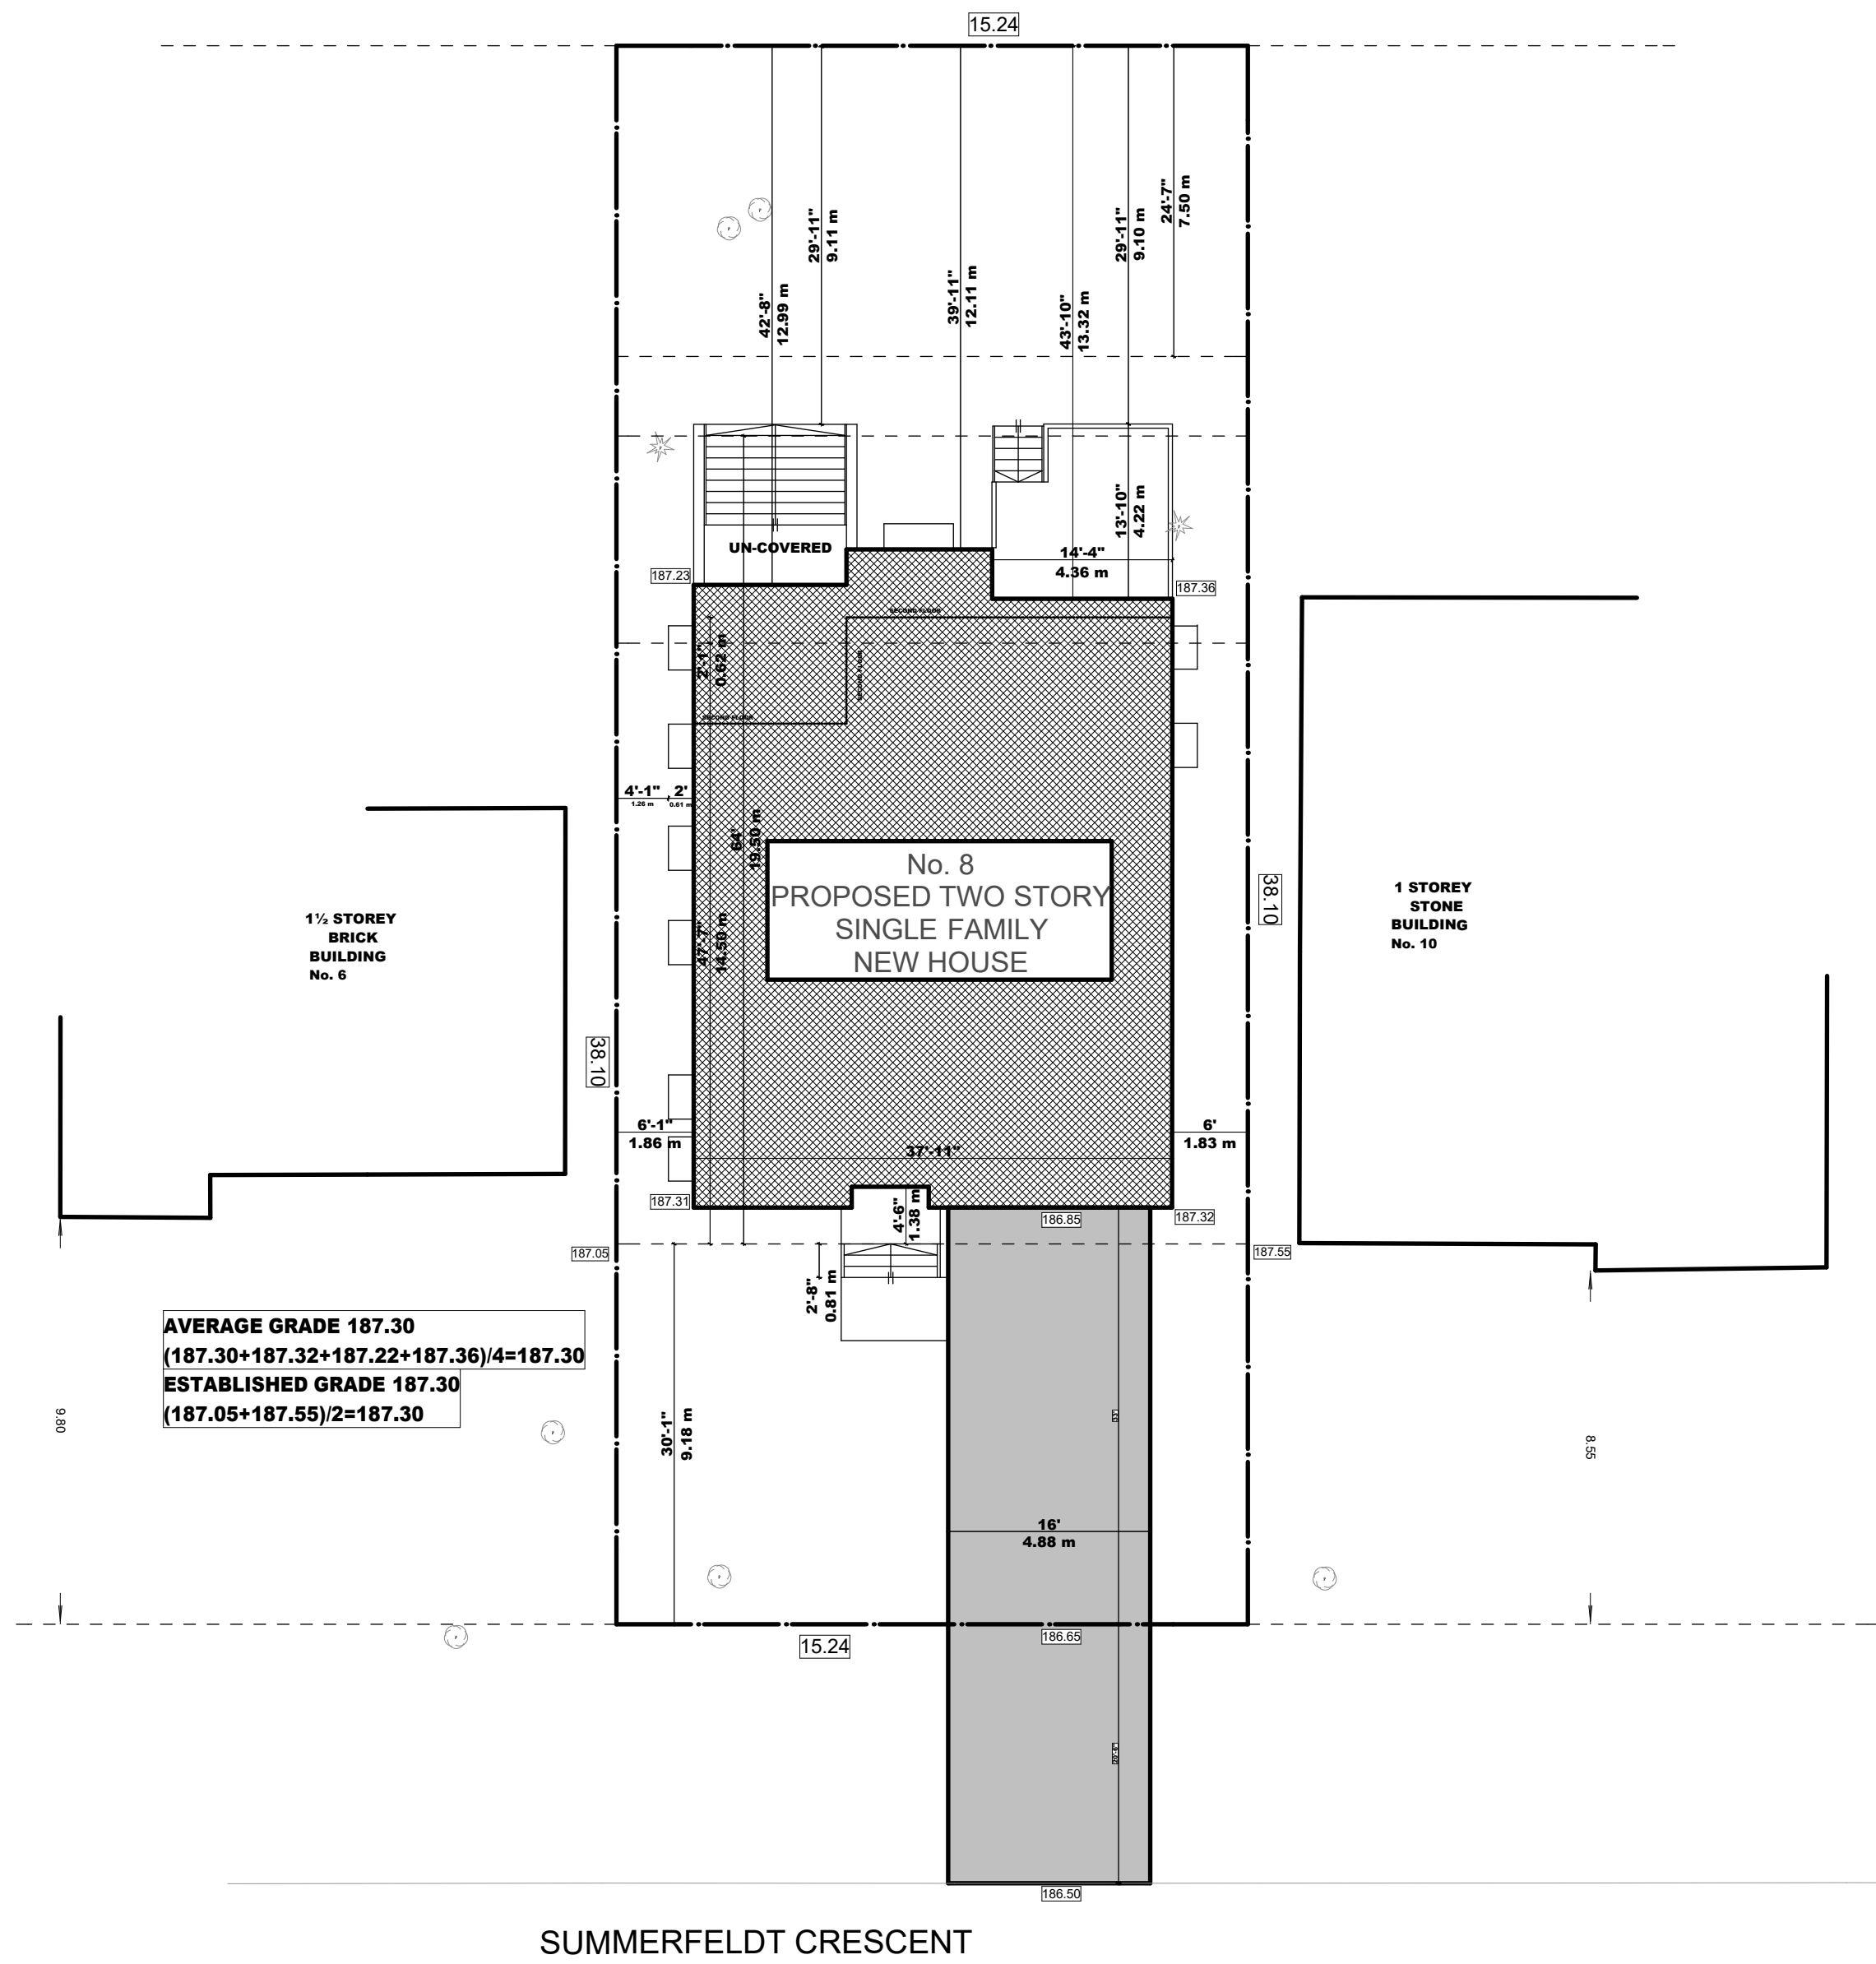 15.24
24'-7"
7.50 m
29'-11"
9.11 m
29'-11"
9.10 m
42'-8"
12.99 m
39'-11"
12.11 m
43'-10"
13.32 m
13'-10"
4.22 m
UN-COVERED
14'-4"
4.36 m
187.23
187.36
SECOND FLOOR
2'-1"
0.62 m
SECOND FLOOR
SECOND FLOOR
4'-1" 2'
1.26 m 0.61 m
64'
19.50 m
No. 8
PROPOSED TWO STORY
SINGLE FAMILY
NEW HOUSE
38.10
1 STOREY
STONE
BUILDING
No. 10
1½ STOREY
BRICK
BUILDING
No. 6
47'-7"
14.50 m
38.10
6'-1"
1.86 m
6'
1.83 m
37'-11"
187.31
4'-6"
1.38 m
186.85
187.32
187.05
187.55
2'-8"
0.81 m
AVERAGE GRADE 187.30
(187.30+187.32+187.22+187.36)/4=187.30
ESTABLISHED GRADE 187.30
(187.05+187.55)/2=187.30
9.80
30'-1"
9.18 m
33'
8.55
16'
4.88 m
15.24
186.65
186.50
SUMMERFELDT CRESCENT